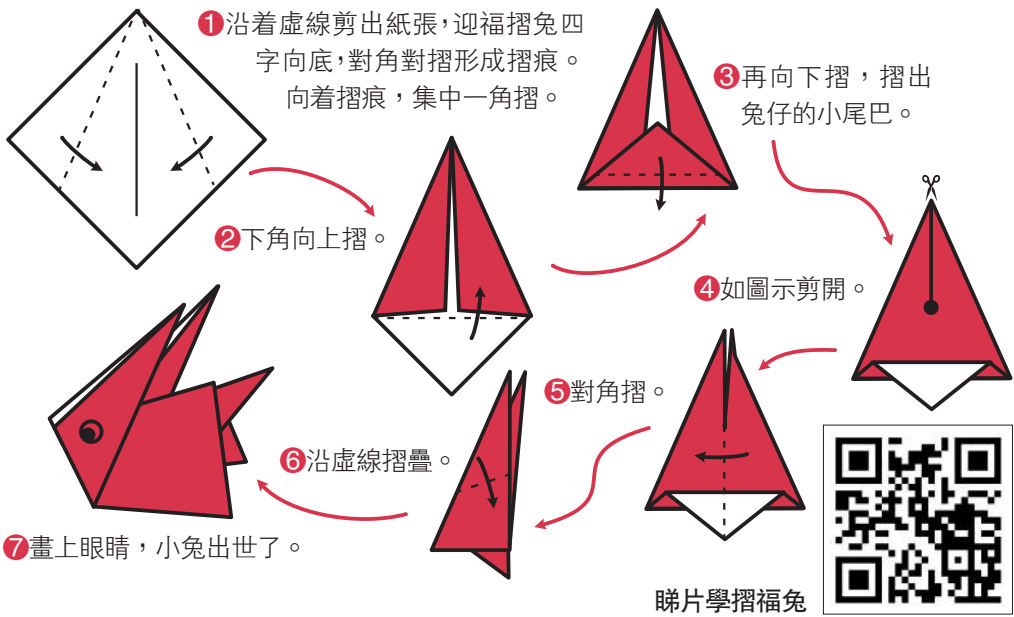 ❶沿着虛線剪出紙張，迎福摺兔四
字向底，對角對摺形成摺痕。
向着摺痕，集中一角摺。
❷下角向上摺。
❸再向下摺，摺出
兔仔的小尾巴。
❹如圖示剪開。
❺對角摺。
❻沿虛線摺疊。
❼畫上眼睛，小兔出世了。
睇片學摺福兔